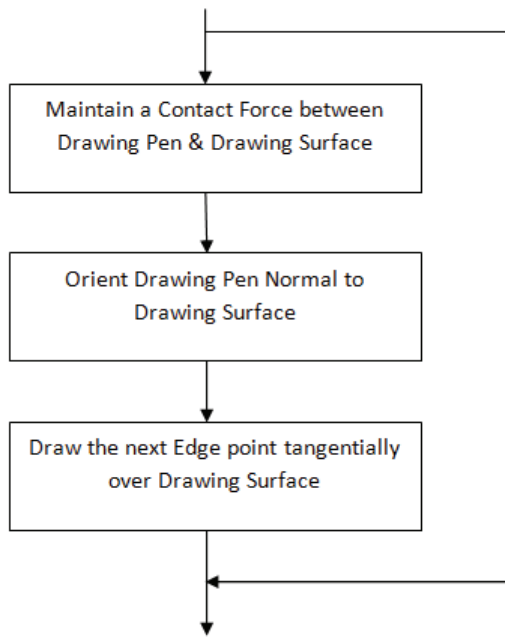 Maintain a Contact Force between
Drawing Pen & Drawing Surface
Orient Drawing Pen Normal to
Drawing Surface
Draw the next Edge point tangentially
over Drawing Surface